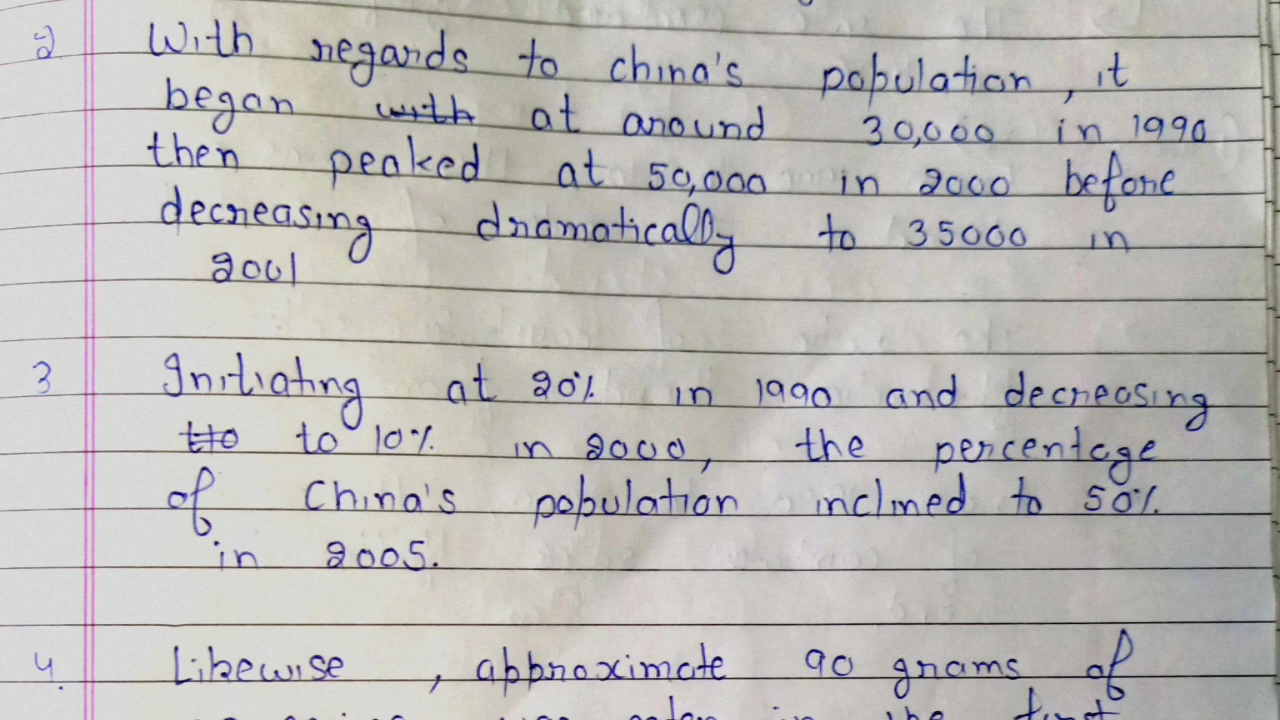 2 With regards to china's population, it
began with at around 30,000 in 1990
then peaked at 50,000 in 2000 before
decreasing dramatically to 35000 in
2001
3 Initiating at 20% in 1990 and decreasing
to to 10% in 2000, the percentage
of China's population inclined to 50%
in 2005.
4. Likewise, approximate 90 grams of
in the first